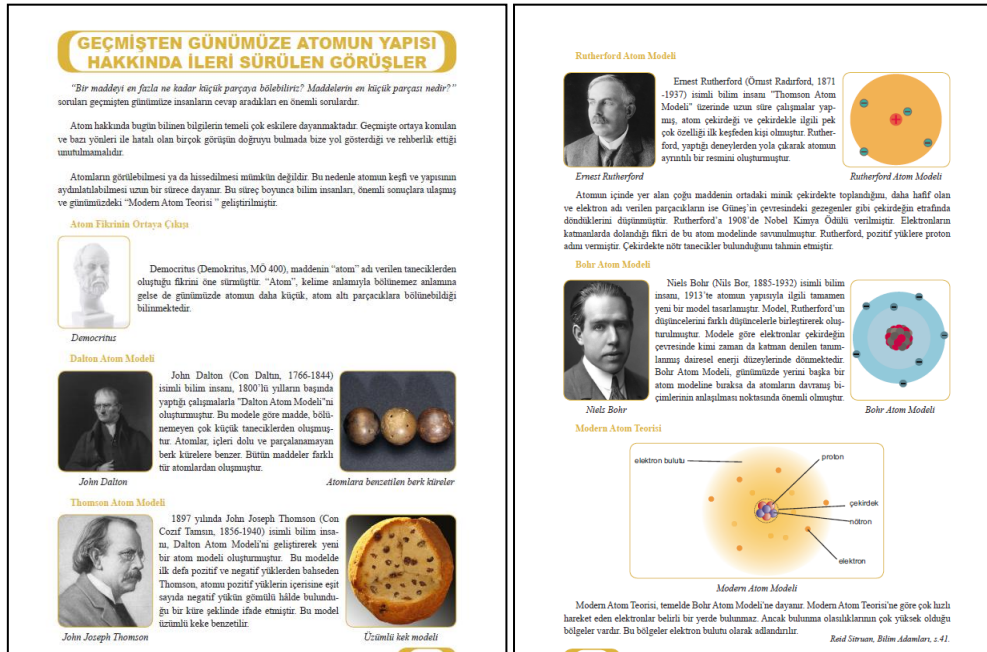 GEÇMİŞTEN GÜNÜMÜZE ATOMUN YAPISI
HAKKINDA İLERİ SÜRÜLEN GÖRÜŞLER
“Bir maddeyi en fazla ne kadar küçük parçaya bölebiliriz? Maddelerin en küçük parçası nedir?”
soruları geçmişten günümüze insanların cevap aradıkları en önemli sorulardır.
Atom hakkında bugün bilinen bilgilerin temeli çok eskilere dayanmaktadır. Geçmişte ortaya konulan
ve bazı yönleri ile hatalı olan birçok görüşün doğruyu bulmada bize yol gösterdiği ve rehberlik ettiği
unutulmamalıdır.
Atomların görülebilmesi ya da hissedilmesi mümkün değildir. Bu nedenle atomun keşfi ve yapısının
aydınlatılabilmesi uzun bir sürece dayanır. Bu süreç boyunca bilim insanları, önemli sonuçlara ulaşmış
ve günümüzdeki “Modern Atom Teorisi ” geliştirilmiştir.
Atom Fikrinin Ortaya Çıkışı
Democritus (Demokritus, MÖ 400), maddenin “atom” adı verilen taneciklerden
oluştuğu fikrini öne sürmüştür. “Atom”, kelime anlamıyla bölünemez anlamına
gelse de günümüzde atomun daha küçük, atom altı parçacıklara bölünebildiği
bilinmektedir.
Democritus
Dalton Atom Modeli
John Dalton (Con Daltın, 1766-1844)
isimli bilim insanı, 1800’lü yılların başında
yaptığı çalışmalarla "Dalton Atom Modeli"ni
oluşturmuştur. Bu modele göre madde, bölü-
nemeyen çok küçük taneciklerden oluşmuş-
tur. Atomlar, içleri dolu ve parçalanamayan
berk kürelere benzer. Bütün maddeler farklı
tür atomlardan oluşmuştur.
John Dalton
Atomlara benzetilen berk küreler
Thomson Atom Modeli
1897 yılında John Joseph Thomson (Con
Cozıf Tamsın, 1856-1940) isimli bilim insa-
nı, Dalton Atom Modeli'ni geliştirerek yeni
bir atom modeli oluşturmuştur. Bu modelde
ilk defa pozitif ve negatif yüklerden bahseden
Thomson, atomu pozitif yüklerin içerisine eşit
sayıda negatif yükün gömülü hâlde bulundu-
ğu bir küre şeklinde ifade etmiştir. Bu model
üzümlü keke benzetilir.
John Joseph Thomson
Üzümlü kek modeli
Rutherford Atom Modeli
Ernest Rutherford (Örnıst Radırford, 1871
-1937) isimli bilim insanı "Thomson Atom
Modeli" üzerinde uzun süre çalışmalar yap-
mış, atom çekirdeği ve çekirdekle ilgili pek
çok özelliği ilk keşfeden kişi olmuştur. Ruther-
ford, yaptığı deneylerden yola çıkarak atomun
ayrıntılı bir resmini oluşturmuştur.
Ernest Rutherford
Rutherford Atom Modeli
Atomun içinde yer alan çoğu maddenin ortadaki minik çekirdekte toplandığını, daha hafif olan
ve elektron adı verilen parçacıkların ise Güneş’in çevresindeki gezegenler gibi çekirdeğin etrafında
döndüklerini düşünmüştür. Rutherford’a 1908’de Nobel Kimya Ödülü verilmiştir. Elektronların
katmanlarda dolandığı fikri de bu atom modelinde savunulmuştur. Rutherford, pozitif yüklere proton
adını vermiştir. Çekirdekte nötr tanecikler bulunduğunu tahmin etmiştir.
Bohr Atom Modeli
Niels Bohr (Nils Bor, 1885-1932) isimli bilim
insanı, 1913’te atomun yapısıyla ilgili tamamen
yeni bir model tasarlamıştır. Model, Rutherford’un
düşüncelerini farklı düşüncelerle birleştirerek oluş-
turulmuştur. Modele göre elektronlar çekirdeğin
çevresinde kimi zaman da katman denilen tanım-
lanmış dairesel enerji düzeylerinde dönmektedir.
Bohr Atom Modeli, günümüzde yerini başka bir
atom modeline bıraksa da atomların davranış bi-
çimlerinin anlaşılması noktasında önemli olmuştur.
Niels Bohr
Bohr Atom Modeli
Modern Atom Teorisi
elektron bulutu
proton
çekirdek
nötron
elektron
Modern Atom Modeli
Modern Atom Teorisi, temelde Bohr Atom Modeli'ne dayanır. Modern Atom Teorisi’ne göre çok hızlı
hareket eden elektronlar belirli bir yerde bulunmaz. Ancak bulunma olasılıklarının çok yüksek olduğu
bölgeler vardır. Bu bölgeler elektron bulutu olarak adlandırılır.
Reid Sitruan, Bilim Adamları, s.41.